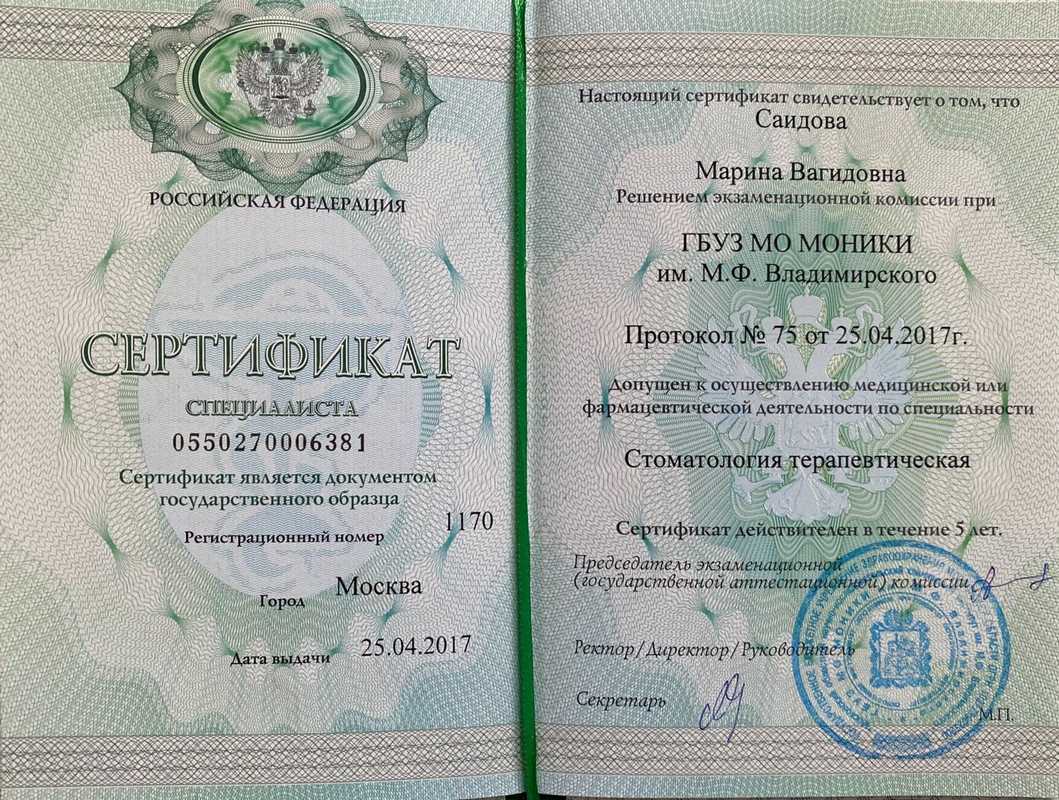 РОССИЙСКАЯ ФЕДЕРАЦИЯ
СЕРТИФИКАТ
СПЕЦИАЛИСТА
0550270006381
Сертификат является документом
государственного образца
Регистрационный номер
1170
Город
Москва
Дата выдачи
25.04.2017
Настоящий сертификат свидетельствует о том, что
Саидова
Марина Вагидовна
Решением экзаменационной комиссии при
ГБУЗ МО МОНИКИ
им. М.Ф. Владимирского
Протокол № 75 от 25.04.2017г.
Допущен к осуществлению медицинской или
фармацевтической деятельности по специальности
Стоматология терапевтическая
Сертификат действителен в течение 5 лет.
Председатель экзаменационной
(государственной аттестационной) комиссии
Ректор/Директор/Руководитель
Секретарь
М.П.